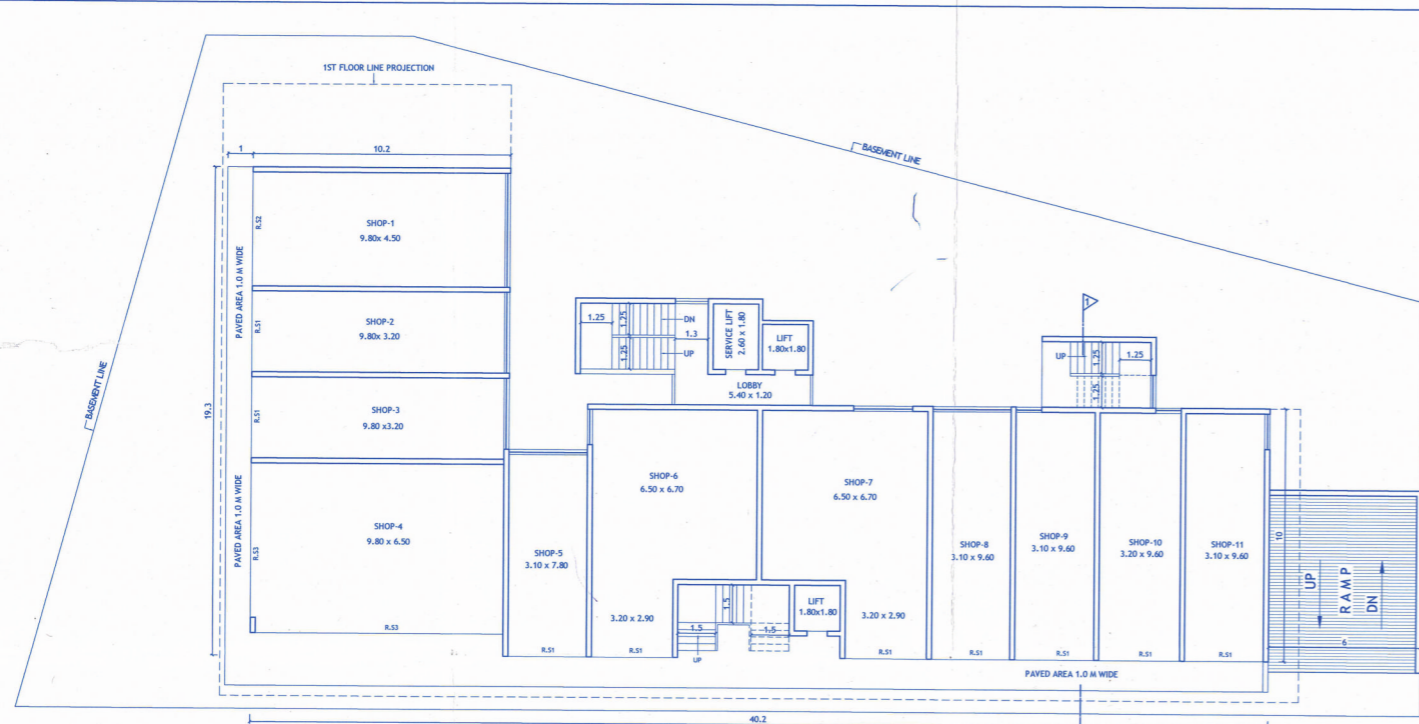 1ST FLOOR LINE PROJECTION
BASEMENT LINE
1
10.2
R.S2
SHOP-1
9.80x 4.50
PAVED AREA 1.0 M WIDE
R.S1
SHOP-2
9.80x 3.20
1.25
1.25
1.25
DN
UP
1.3
SERVICE LIFT
2.60 x 1.80
LIFT
1.80x1.80
LOBBY
5.40 x 1.20
1
UP
1.25
1.25
1.25
BASEMENT LINE
19.3
R.S1
SHOP-3
9.80 x3.20
PAVED AREA 1.0 M WIDE
R.S3
SHOP-4
9.80 x 6.50
R.S3
SHOP-5
3.10 x 7.80
R.S1
SHOP-6
6.50 x 6.70
3.20 x 2.90
R.S1
1.5
1.5
1.5
UP
LIFT
1.80x1.80
SHOP-7
6.50 x 6.70
3.20 x 2.90
R.S1
SHOP-8
3.10 x 9.60
R.S1
SHOP-9
3.10 x 9.60
R.S1
SHOP-10
3.20 x 9.60
R.S1
SHOP-11
3.10 x 9.60
R.S1
10
UP
RAMP
DN
6
PAVED AREA 1.0 M WIDE
40.2